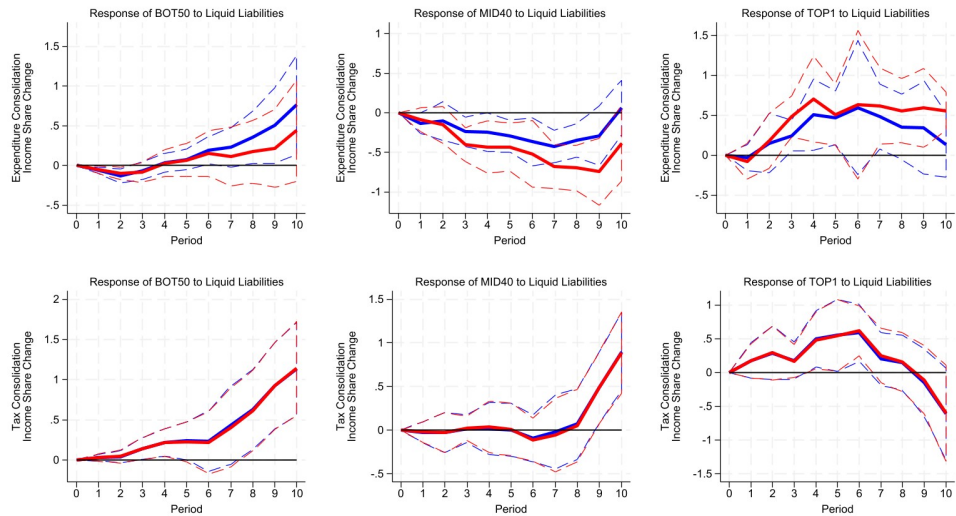 Response of BOT50 to Liquid Liabilities
Expenditure Consolidation
Income Share Change
1.5
1
.5
0
-.5
0 1 2 3 4 5 6 7 8 9 10
Period
Response of MID40 to Liquid Liabilities
Expenditure Consolidation
Income Share Change
1
.5
0
-.5
-1
0 1 2 3 4 5 6 7 8 9 10
Period
Response of TOP1 to Liquid Liabilities
Expenditure Consolidation
Income Share Change
1.5
1
.5
0
-.5
0 1 2 3 4 5 6 7 8 9 10
Period
Response of BOT50 to Liquid Liabilities
Tax Consolidation
Income Share Change
2
1.5
1
.5
0
0 1 2 3 4 5 6 7 8 9 10
Period
Response of MID40 to Liquid Liabilities
Tax Consolidation
Income Share Change
1.5
1
.5
0
-.5
0 1 2 3 4 5 6 7 8 9 10
Period
Response of TOP1 to Liquid Liabilities
Tax Consolidation
Income Share Change
1
.5
0
-.5
-1
-1.5
0 1 2 3 4 5 6 7 8 9 10
Period